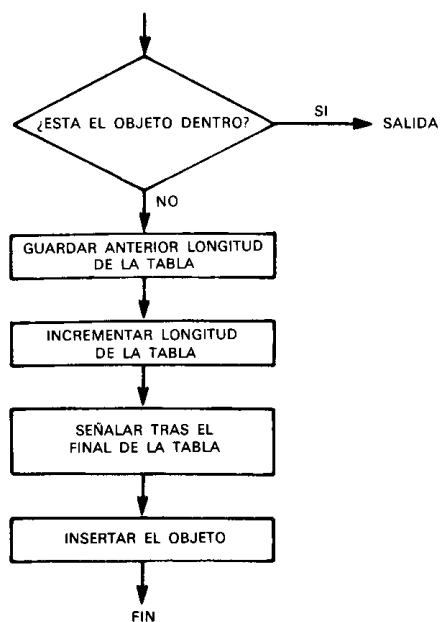 ¿ESTA EL OBJETO DENTRO?
SI
SALIDA
NO
GUARDAR ANTERIOR LONGITUD
DE LA TABLA
INCREMENTAR LONGITUD
DE LA TABLA
SEÑALAR TRAS EL
FINAL DE LA TABLA
INSERTAR EL OBJETO
FIN